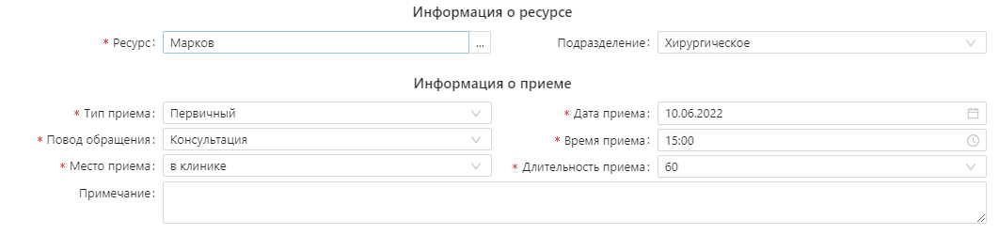 Информация о ресурсе
* Ресурс: Марков ... Подразделение: Хирургическое
Информация о приеме
* Тип приема: Первичный * Дата приема: 10.06.2022
* Повод обращения: Консультация * Время приема: 15:00
* Место приема: в клинике * Длительность приема: 60
Примечание: